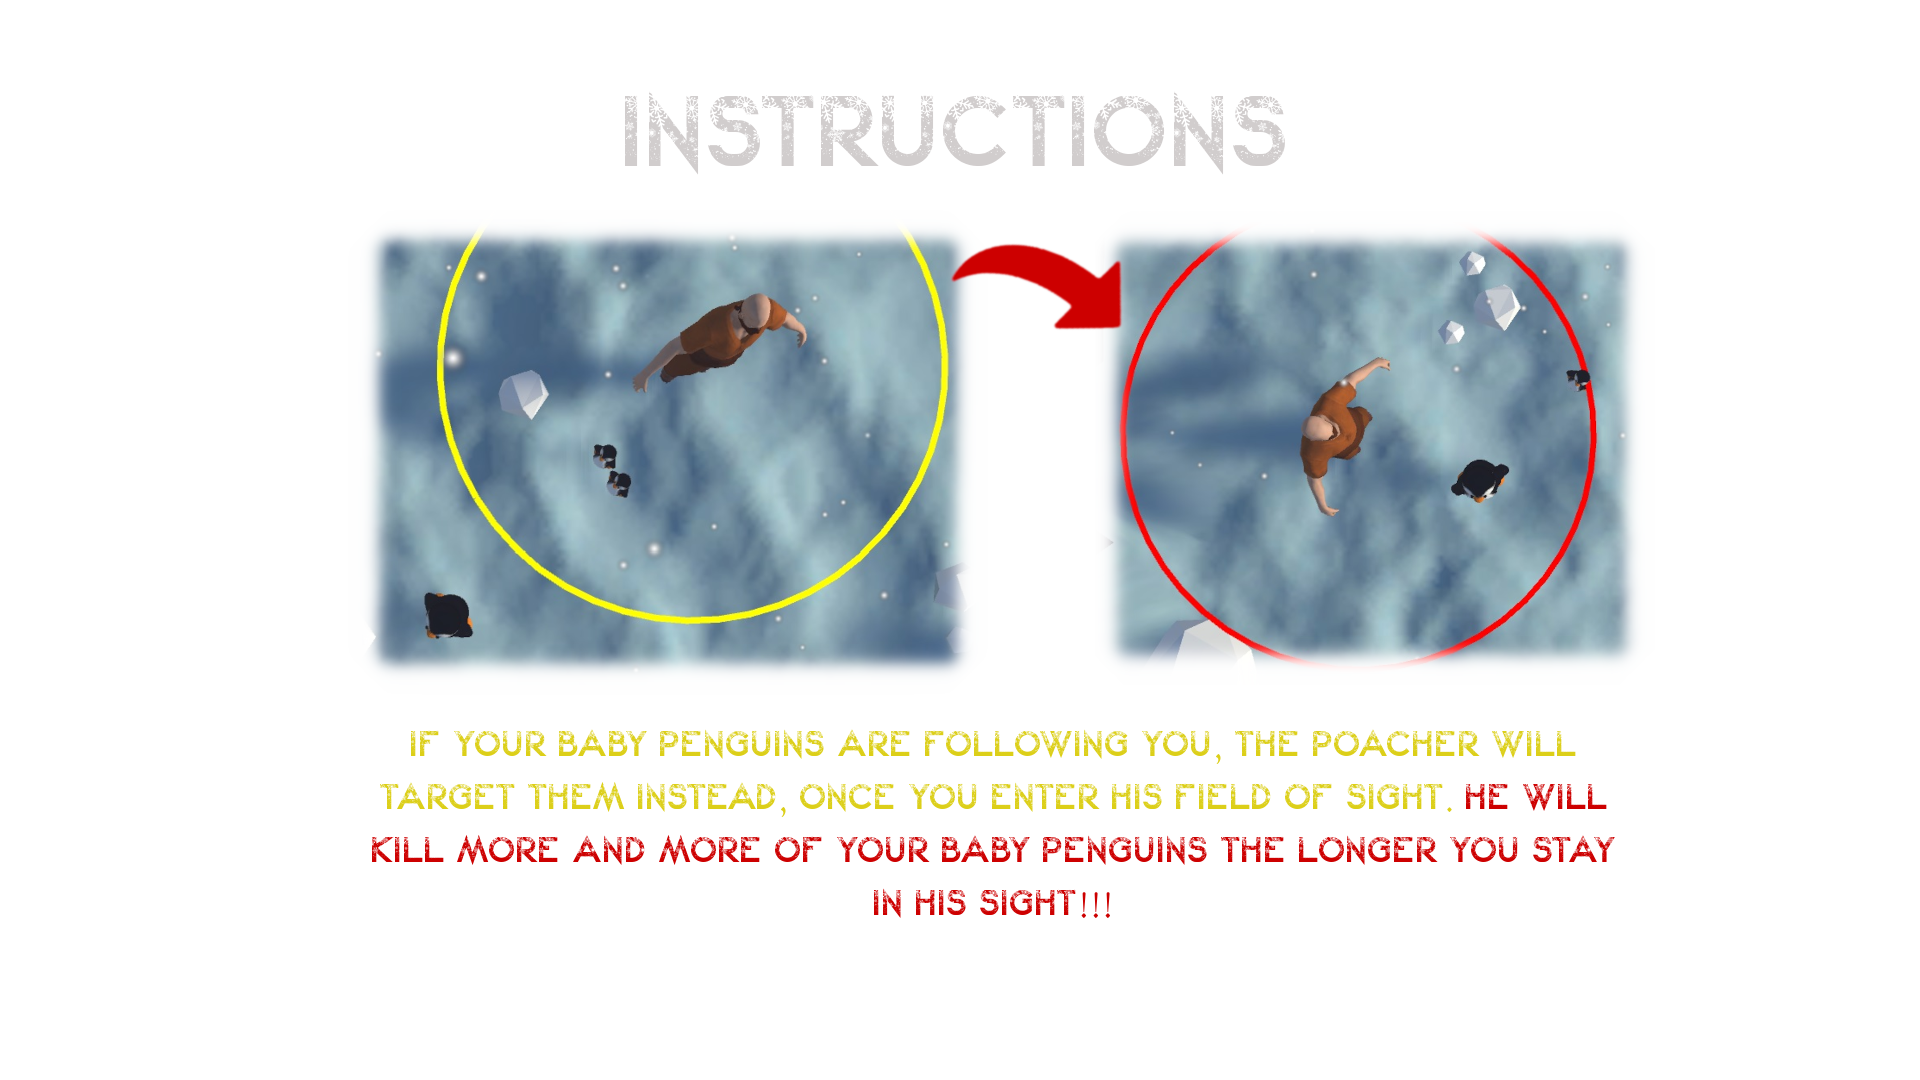 INSTRUCTIONS
IF YOUR BABY PENGUINS ARE FOLLOWING YOU, THE POACHER WILL
TARGET THEM INSTEAD, ONCE YOU ENTER HIS FIELD OF SIGHT. HE WILL
KILL MORE AND MORE OF YOUR BABY PENGUINS THE LONGER YOU STAY
IN HIS SIGHT!!!